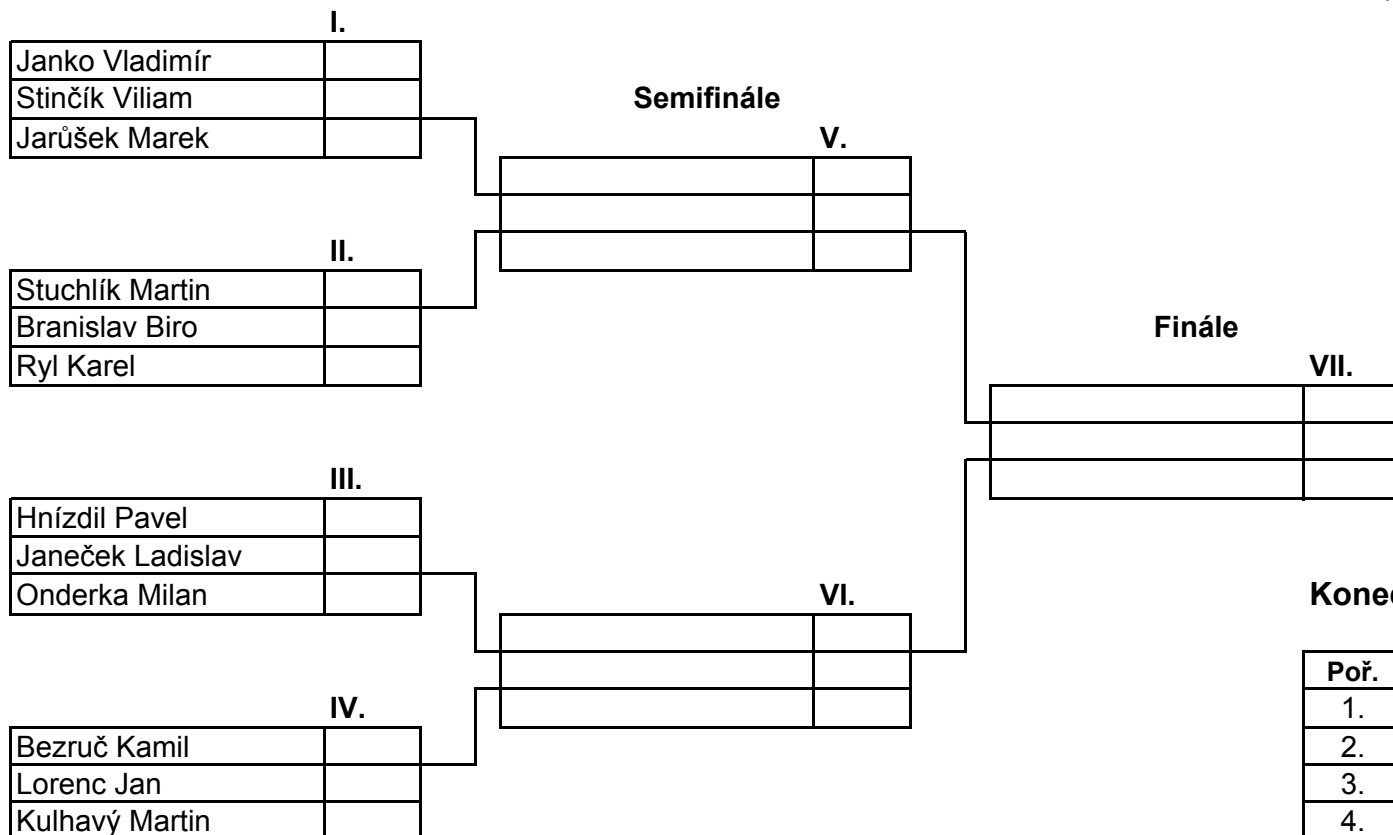 I.
Janko Vladimír
Stinčík Viliam
Jarůšek Marek
Semifinále
V.
II.
Stuchlík Martin
Branislav Biro
Ryl Karel
Finále
VII.
III.
Hnízdil Pavel
Janeček Ladislav
Onderka Milan
VI.
IV.
Bezruč Kamil
Lorenc Jan
Kulhavý Martin
Poř.
1.
2.
3.
4.